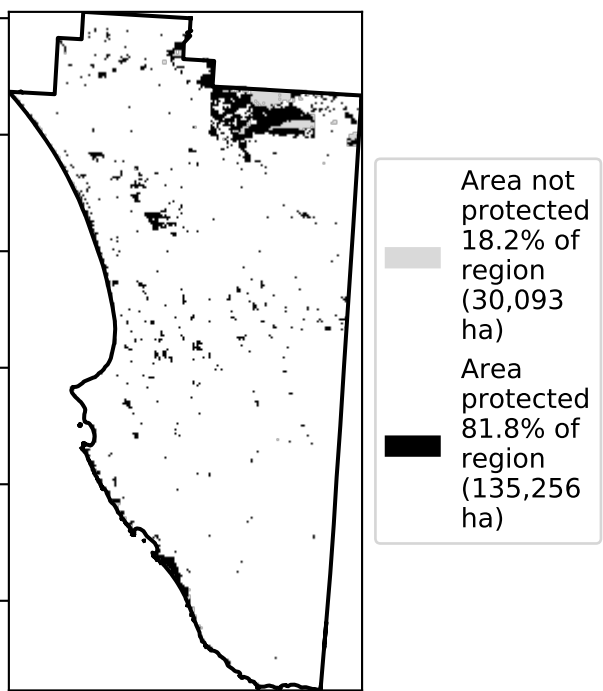 Area not
protected
18.2% of
region
(30,093
ha)
Area
protected
81.8% of
region
(135,256
ha)